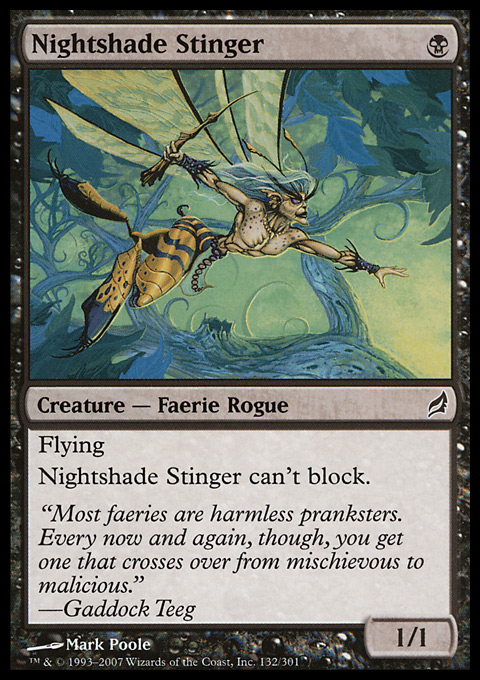 Nightshade Stinger
Creature — Faerie Rogue
Flying
Nightshade Stinger can't block.
"Most faeries are harmless pranksters.
Every now and again, though, you get
one that crosses over from mischievous to
malicious."
—Gaddock Teeg
1/1
Mark Poole
™ & © 1993–2007 Wizards of the Coast, Inc. 132/301